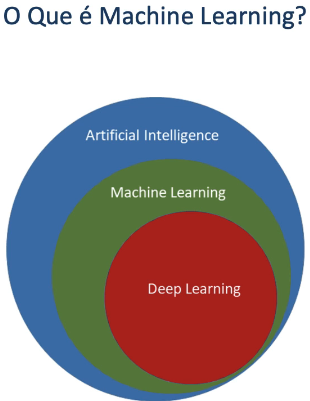 O Que é Machine Learning?
Artificial Intelligence
Machine Learning
Deep Learning